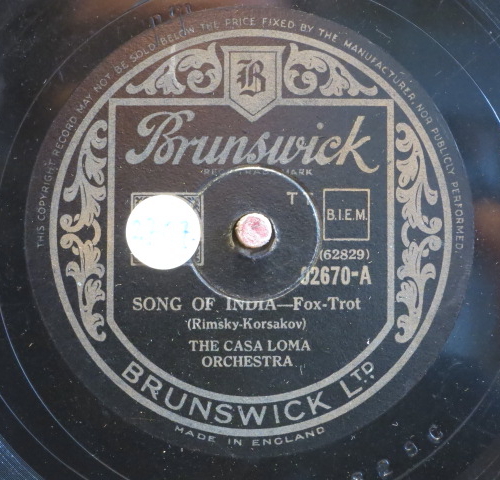 THIS COPYRIGHT RECORD MAY NOT BE SOLD BELOW THE PRICE FIXED BY THE MANUFACTURER, NOR PUBLICLY PERFORMED.
B
Brunswick
REGD TRADE MARK
T T
B.I.E.M.
(62829)
02670-A
SONG OF INDIA—Fox-Trot
(Rimsky-Korsakov)
THE CASA LOMA
ORCHESTRA
BRUNSWICK LTD.
MADE IN ENGLAND